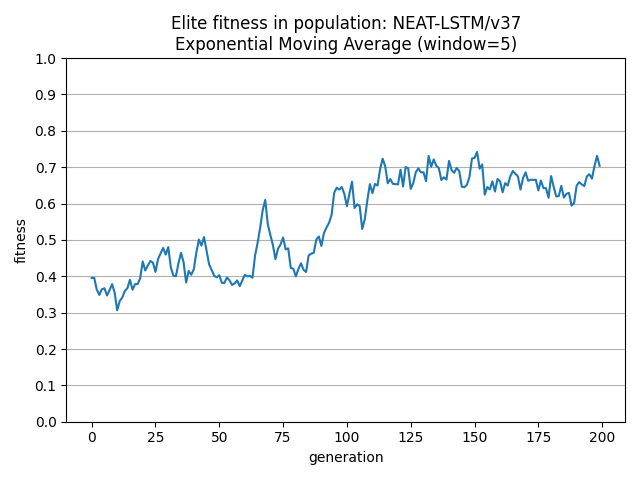 Elite fitness in population: NEAT-LSTM/v37
Exponential Moving Average (window=5)
1.0
0.9
0.8
0.7
0.6
0.5
0.4
0.3
0.2
0.1
0.0
fitness
0 25 50 75 100 125 150 175 200
generation